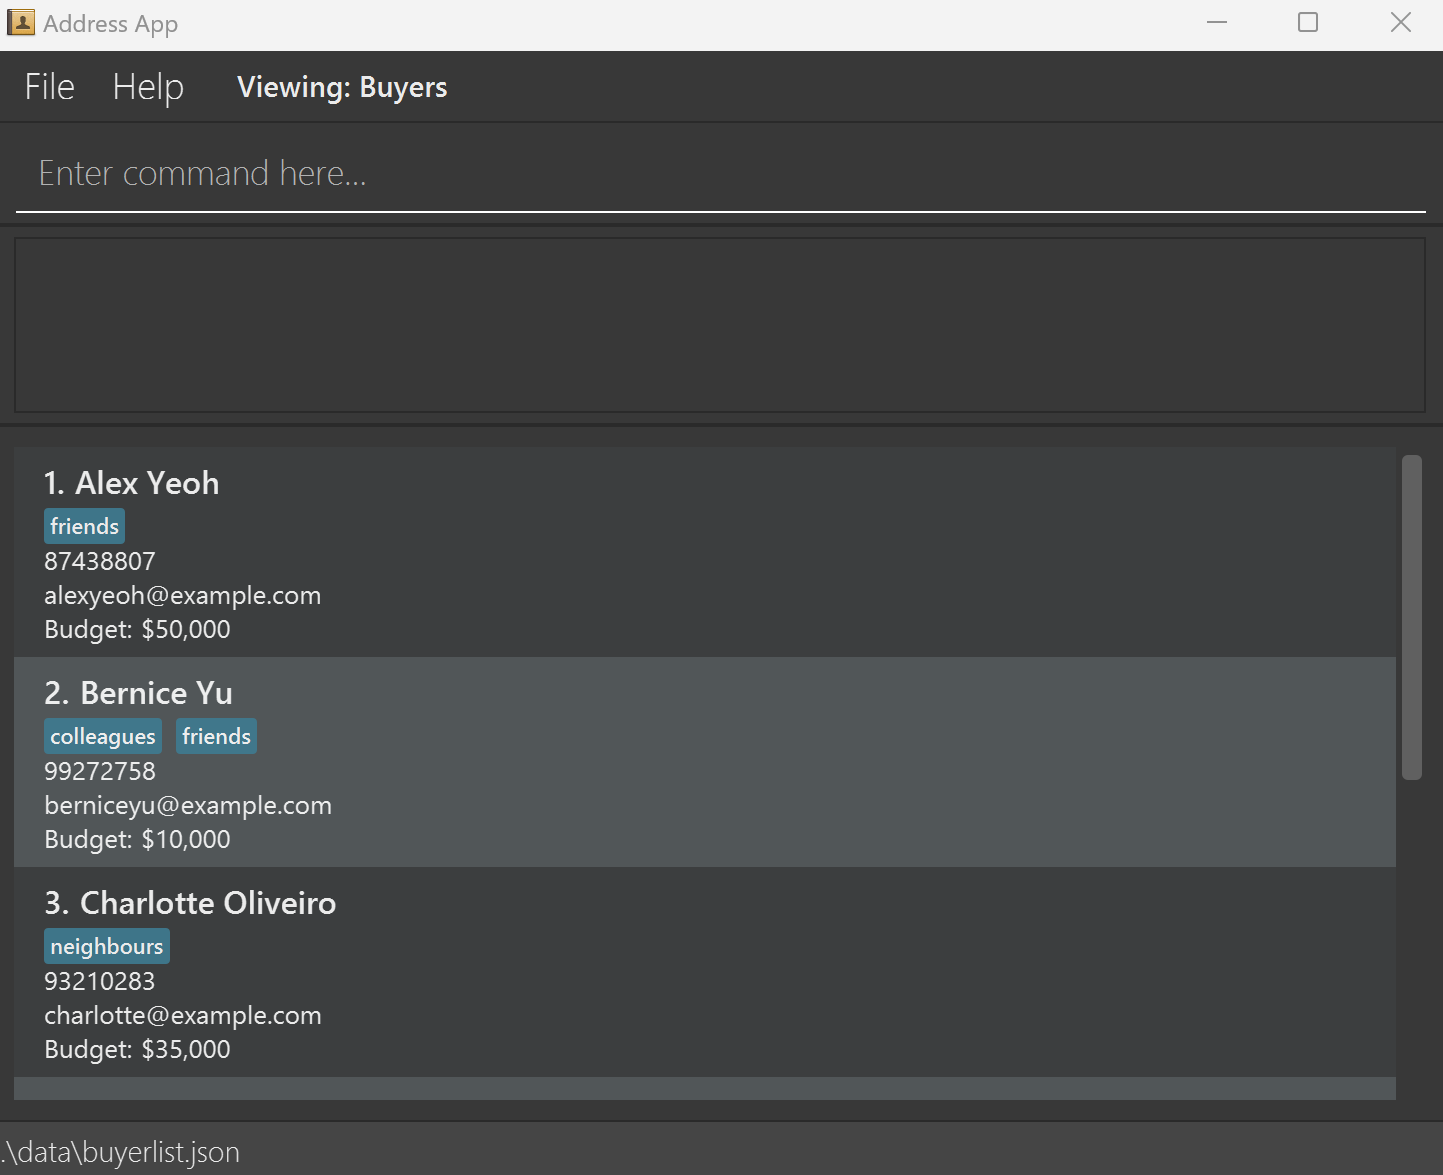 Address App
File Help Viewing: Buyers
Enter command here...
1. Alex Yeoh
friends
87438807
alexyeoh@example.com
Budget: $50,000
2. Bernice Yu
colleagues friends
99272758
berniceyu@example.com
Budget: $10,000
3. Charlotte Oliveiro
neighbours
93210283
charlotte@example.com
Budget: $35,000
.\data\buyerlist.json